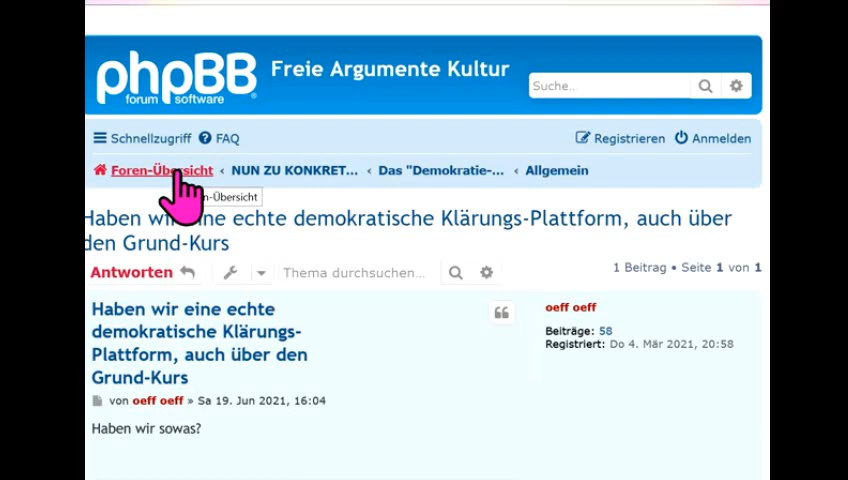 phpBB
forum software
Freie Argumente Kultur
Suche…
Schnellzugriff FAQ
Registrieren Anmelden
Foren-Übersicht ‹ NUN ZU KONKRET… ‹ Das "Demokratie-… ‹ Allgemein
n-Übersicht
Haben wir eine echte demokratische Klärungs-Plattform, auch über
den Grund-Kurs
Antworten
Thema durchsuchen…
1 Beitrag • Seite 1 von 1
Haben wir eine echte
demokratische Klärungs-
Plattform, auch über den
Grund-Kurs
von oeff oeff » Sa 19. Jun 2021, 16:04
Haben wir sowas?
oeff oeff
Beiträge: 58
Registriert: Do 4. Mär 2021, 20:58